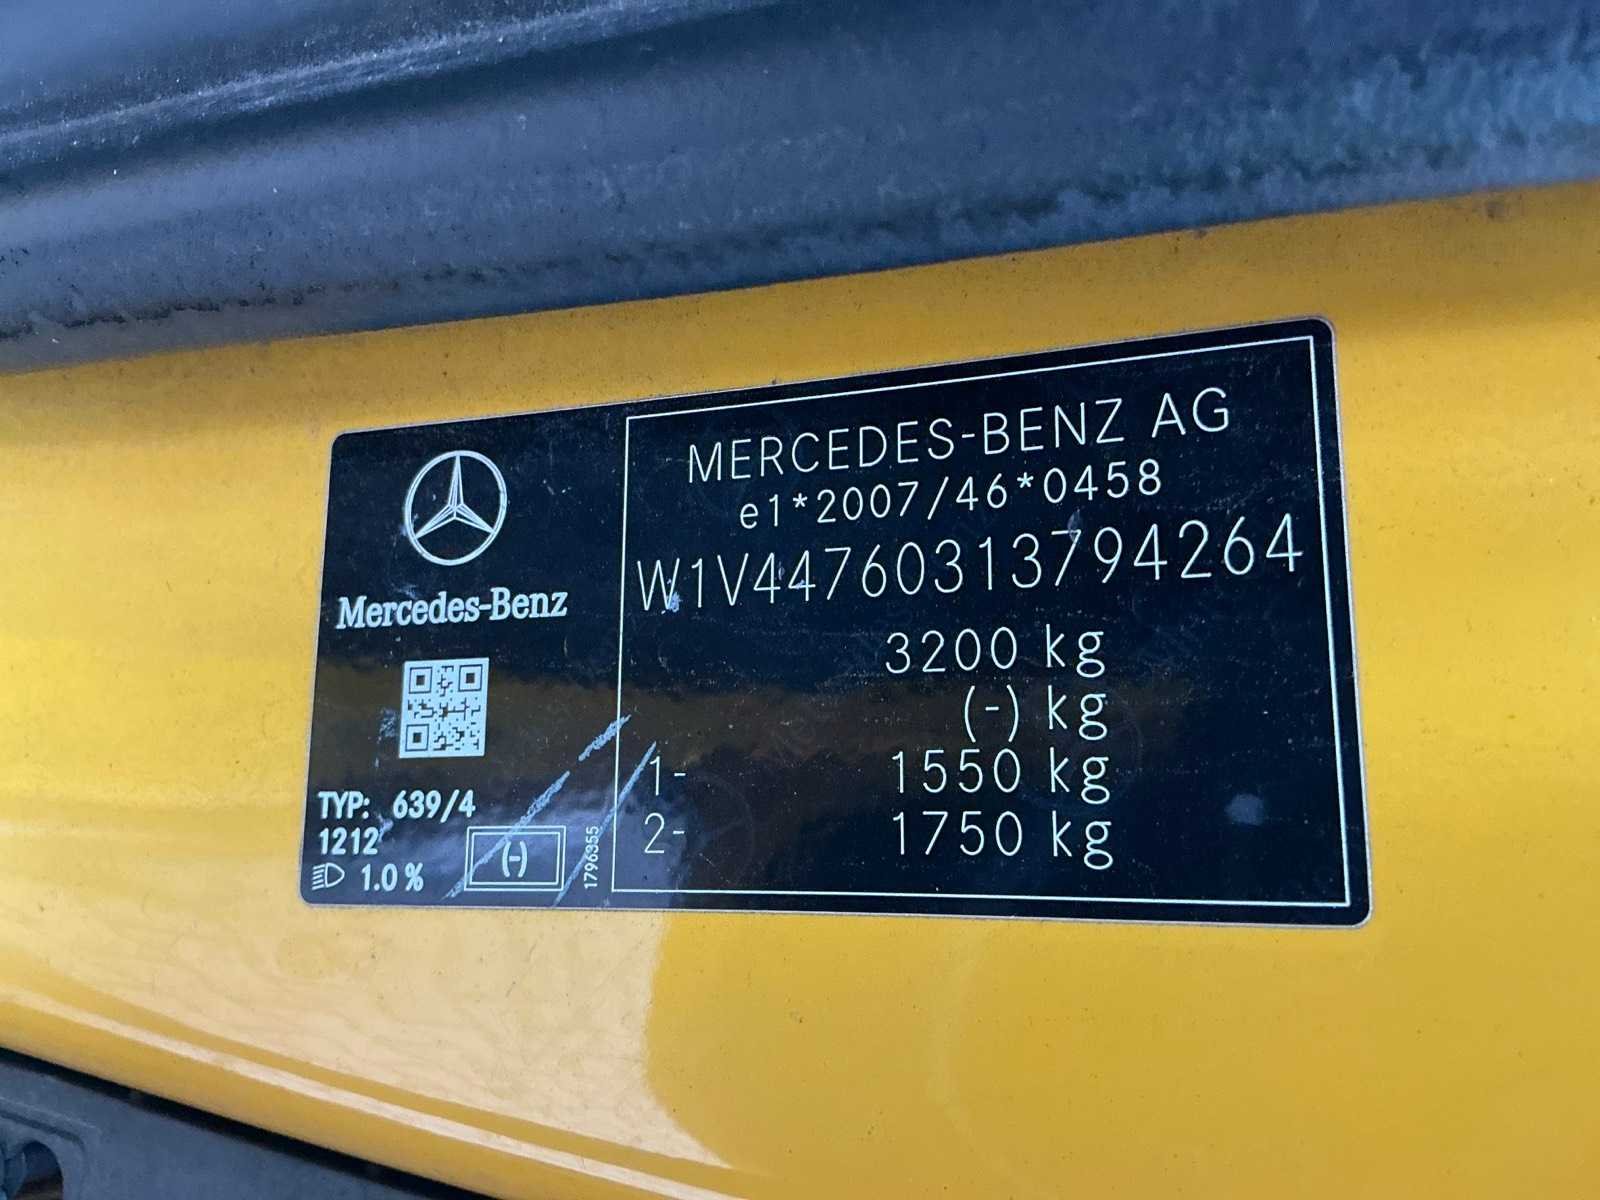 Mercedes-Benz
TYP: 639/4
1212
1.0 %
(-)
1796355
MERCEDES-BENZ AG
e1*2007/46*0458
W1V44760313794264
3200 kg
(-) kg
1- 1550 kg
2- 1750 kg